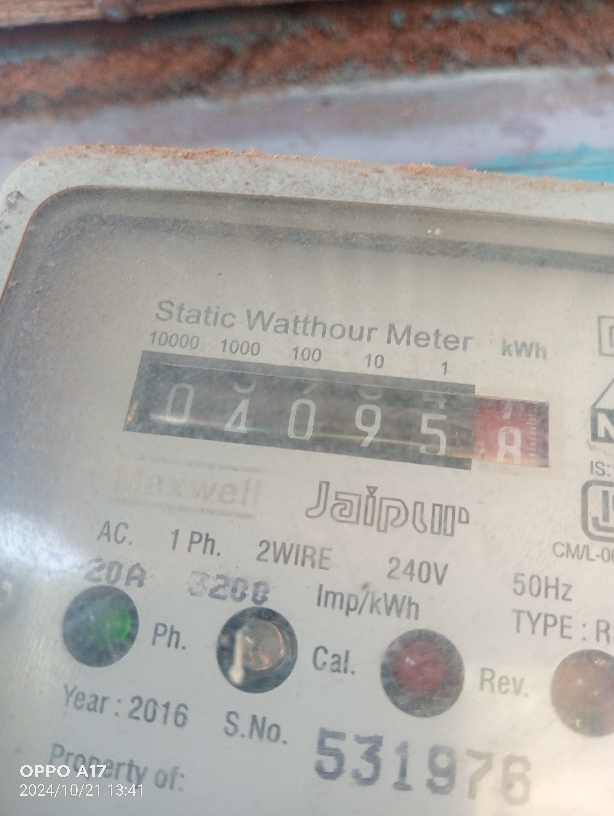 Static Watthour Meter kWh
10000 1000 100 10 1
04095 8
Maxwell Jaipur
IS:
CM/L-00
AC. 1 Ph. 2WIRE 240V 50Hz
20A 3200 Imp/kWh TYPE : R
Ph. Cal. Rev.
Year : 2016 S.No. 531976
Property of:
OPPO A17
2024/10/21 13:41